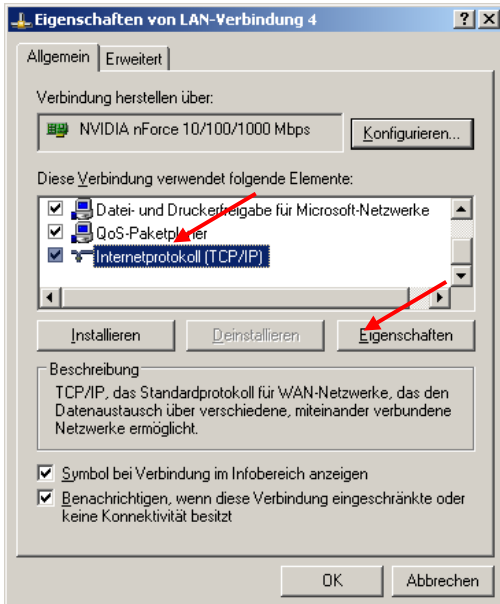 Eigenschaften von LAN-Verbindung 4
Allgemein Erweitert
Verbindung herstellen über:
NVIDIA nForce 10/100/1000 Mbps Konfigurieren...
Diese Verbindung verwendet folgende Elemente:
Datei- und Druckerfreigabe für Microsoft-Netzwerke
QoS-Paketplaner
Internetprotokoll (TCP/IP)
Installieren Deinstallieren Eigenschaften
Beschreibung
TCP/IP, das Standardprotokoll für WAN-Netzwerke, das den
Datenaustausch über verschiedene, miteinander verbundene
Netzwerke ermöglicht.
Symbol bei Verbindung im Infobereich anzeigen
Benachrichtigen, wenn diese Verbindung eingeschränkte oder
keine Konnektivität besitzt
OK Abbrechen